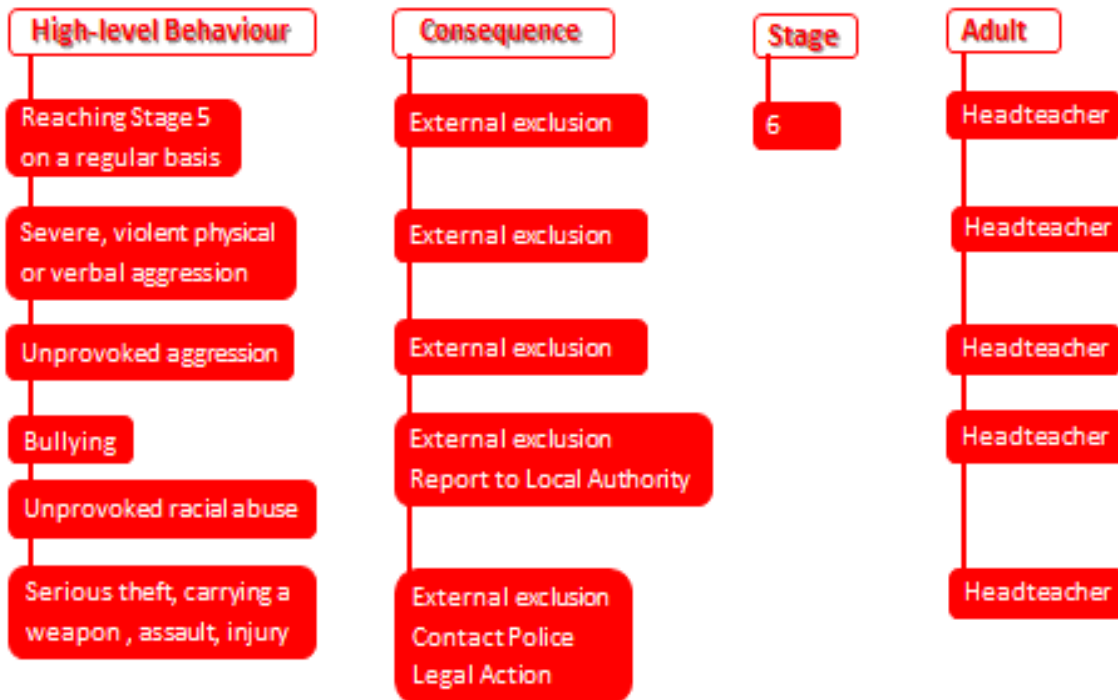 High-level Behaviour
Reaching Stage 5
on a regular basis
Severe, violent physical
or verbal aggression
Unprovoked aggression
Bullying
Unprovoked racial abuse
Serious theft, carrying a
weapon , assault, injury
Consequence
External exclusion
External exclusion
External exclusion
External exclusion
Report to Local Authority
External exclusion
Contact Police
Legal Action
Stage
6
Adult
Headteacher
Headteacher
Headteacher
Headteacher
Headteacher